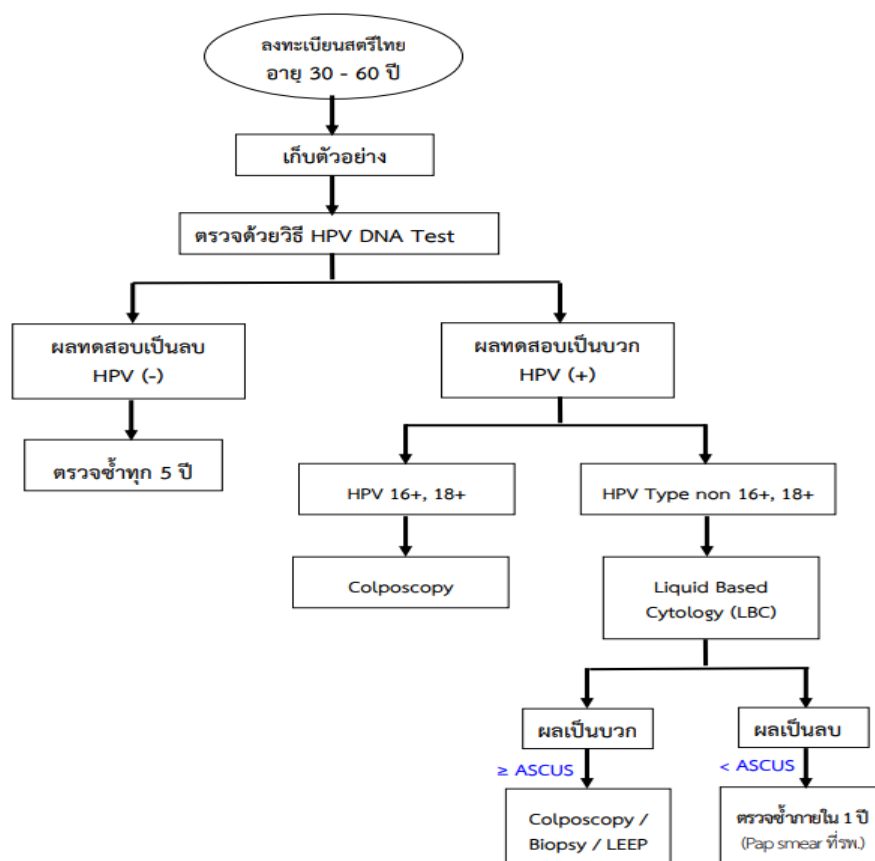 ลงทะเบียนสตรีไทย
อายุ 30 - 60 ปี
เก็บตัวอย่าง
ตรวจด้วยวิธี HPV DNA Test
ผลทดสอบเป็นลบ
HPV (-)
ผลทดสอบเป็นบวก
HPV (+)
ตรวจซ้ำทุก 5 ปี
HPV 16+, 18+
HPV Type non 16+, 18+
Colposcopy
Liquid Based
Cytology (LBC)
ผลเป็นบวก
ผลเป็นลบ
≥ ASCUS
< ASCUS
Colposcopy /
Biopsy / LEEP
ตรวจซ้ำภายใน 1 ปี
(Pap smear ที่รพ.)